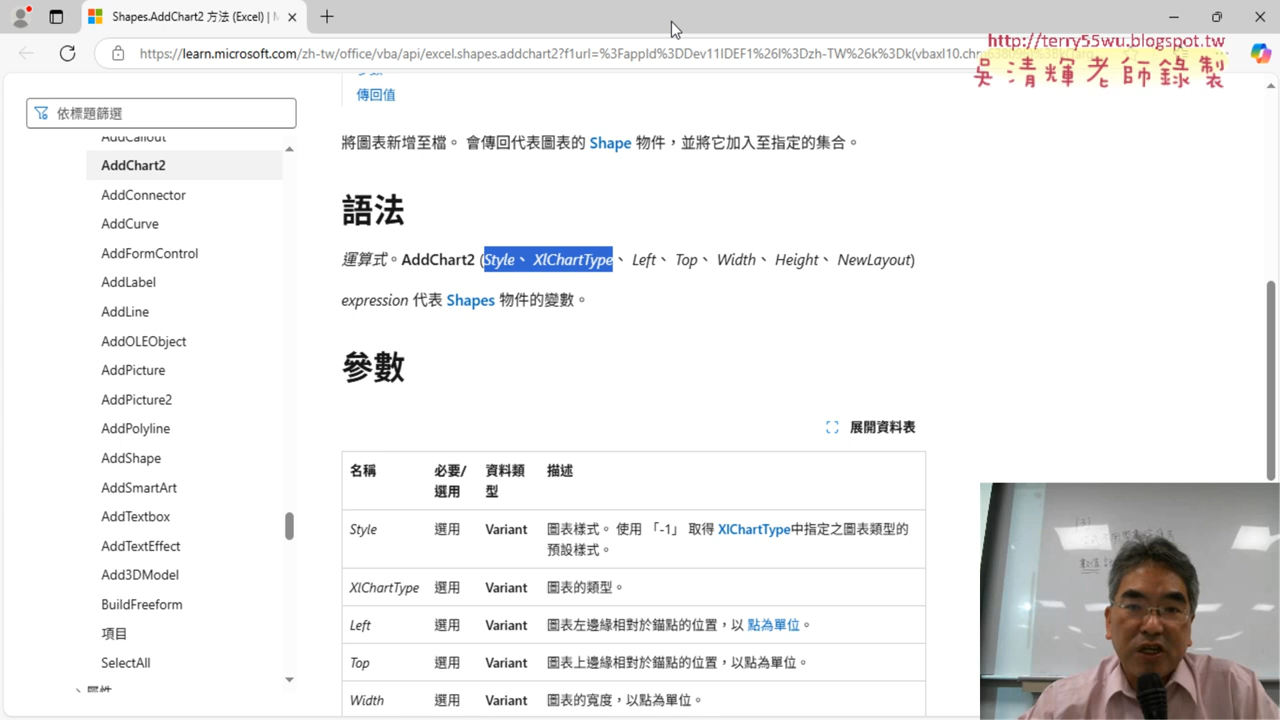 Shapes.AddChart2 方法 (Excel) | M
https://learn.microsoft.com/zh-tw/office/vba/api/excel.shapes.addchart2?f1url=%3FappId%3DDev11IDEF1%26l%3Dzh-TW%26k%3Dk(vbaxl10.ch
http://terry55wu.blogspot.tw
吳清輝老師錄製
依標題篩選
AddCallout
AddChart2
AddConnector
AddCurve
AddFormControl
AddLabel
AddLine
AddOLEObject
AddPicture
AddPicture2
AddPolyline
AddShape
AddSmartArt
AddTextbox
AddTextEffect
Add3DModel
BuildFreeform
項目
SelectAll
屬性
參數
傳回值
將圖表新增至檔。 會傳回代表圖表的 Shape 物件，並將它加入至指定的集合。
語法
運算式。AddChart2 (Style、 XlChartType、 Left、 Top、 Width、 Height、 NewLayout)
expression 代表 Shapes 物件的變數。
參數
展開資料表
名稱 必要/選用 資料類型 描述
Style 選用 Variant 圖表樣式。 使用 「-1」 取得 XlChartType中指定之圖表類型的
預設樣式。
XlChartType 選用 Variant 圖表的類型。
Left 選用 Variant 圖表左邊緣相對於錨點的位置，以 點為單位。
Top 選用 Variant 圖表上邊緣相對於錨點的位置，以點為單位。
Width 選用 Variant 圖表的寬度，以點為單位。